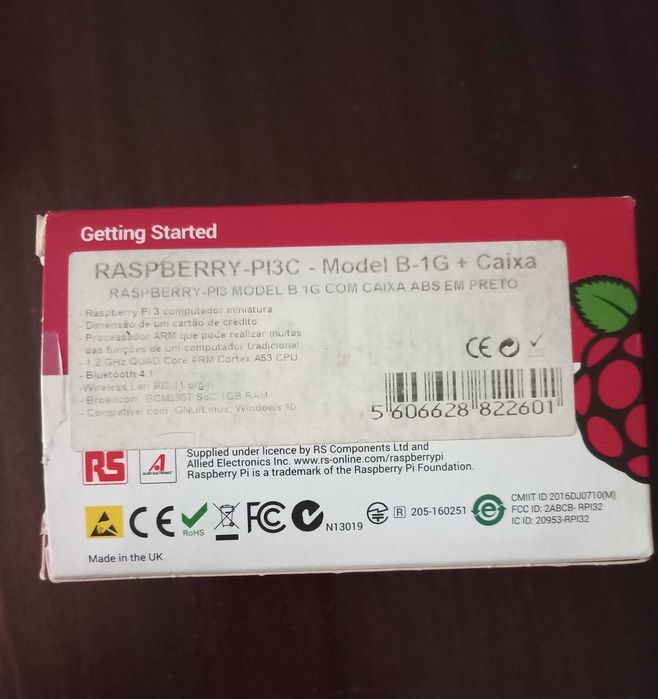 Getting Started
RASPBERRY-PI3C - Model B-1G + Caixa
RASPBERRY-PI3 MODEL B 1G COM CAIXA ABS EM PRETO
- Raspberry Pi 3 computador miniatura
- Dimensão de um cartão de crédito
- Processador ARM que pode realizar muitas
das funções de um computador tradicional
- 1.2 GHz QUAD Core ARM Cortex A53 CPU
- Bluetooth 4.1
- Wireless Lan 802.11 b/g/n
- Broadcom BCM2837 SoC 1GB RAM
- Compativel com GNU/Linux, Windows 10
CE
5 606628 822601
RS
ALLIED ELECTRONICS
Supplied under licence by RS Components Ltd and
Allied Electronics Inc. www.rs-online.com/raspberrypi
Raspberry Pi is a trademark of the Raspberry Pi Foundation.
CE
RoHS
FC
N13019
R 205-160251
e
CMIIT ID 2016DJ0710(M)
FCC ID: 2ABCB- RPI32
IC ID: 20953-RPI32
Made in the UK